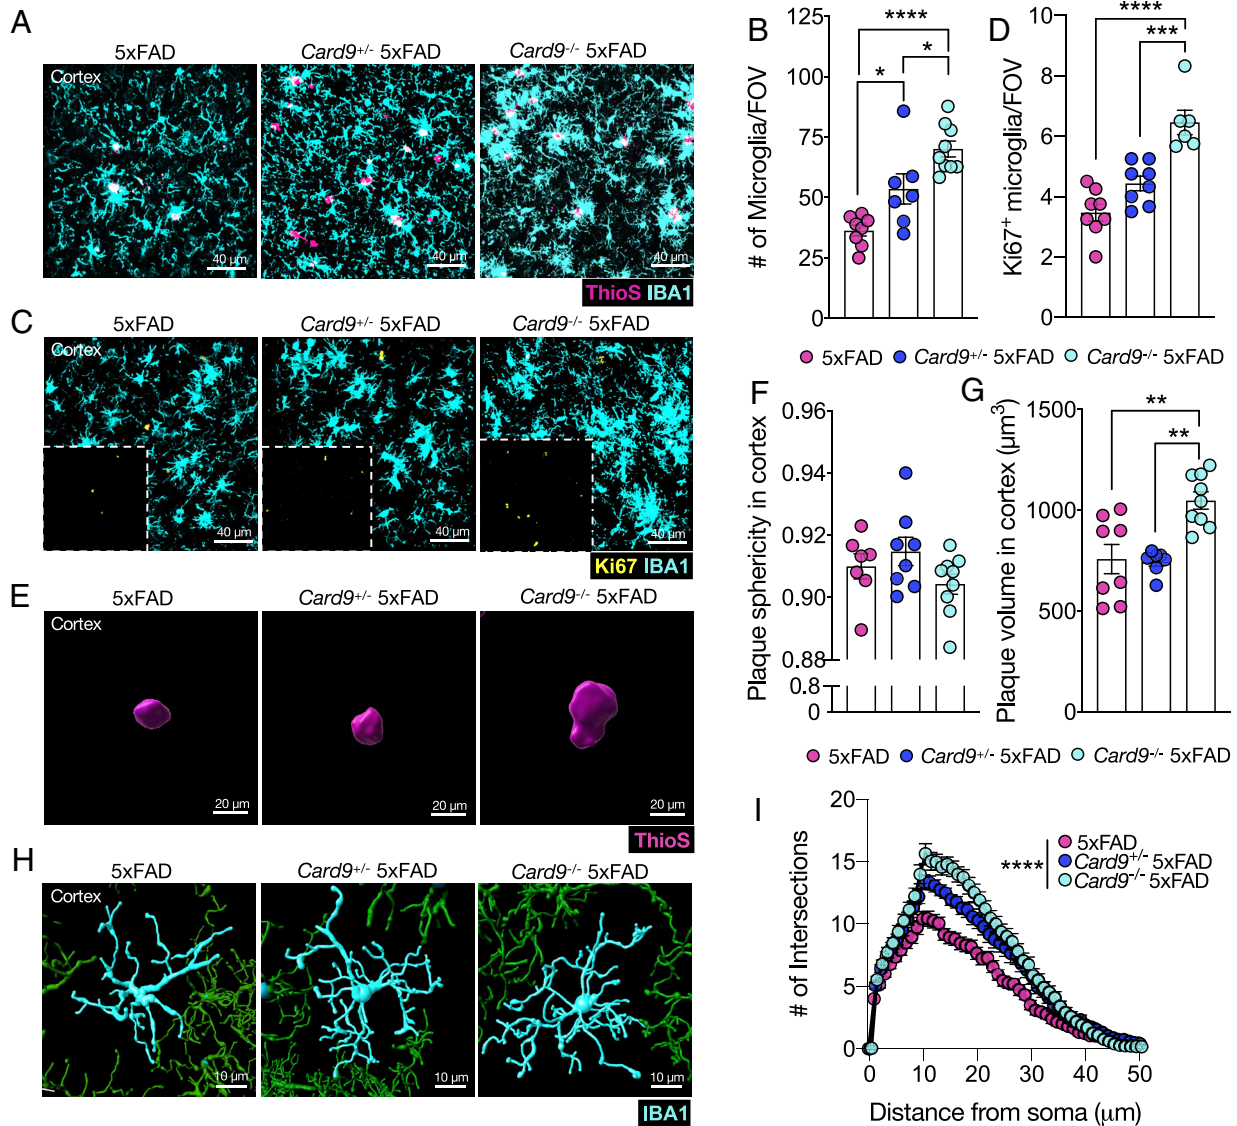 A
5xFAD
Card9+/- 5xFAD
Card9-/- 5xFAD
Cortex
40 µm
40 µm
40 µm
ThioS IBA1
B
# of Microglia/FOV
125
100
75
50
25
0
****
*
*
D
Ki67+ microglia/FOV
10
8
6
4
2
0
****
***
5xFAD Card9+/- 5xFAD Card9-/- 5xFAD
C
5xFAD
Card9+/- 5xFAD
Card9-/- 5xFAD
Cortex
40 µm
40 µm
40 µm
Ki67 IBA1
E
5xFAD
Card9+/- 5xFAD
Card9-/- 5xFAD
Cortex
20 µm
20 µm
20 µm
ThioS
F
Plaque sphericity in cortex
0.96
0.94
0.92
0.90
0.88
0.8
0
G
Plaque volume in cortex (µm³)
1500
1000
500
0
**
**
5xFAD Card9+/- 5xFAD Card9-/- 5xFAD
H
5xFAD
Card9+/- 5xFAD
Card9-/- 5xFAD
Cortex
10 µm
10 µm
10 µm
IBA1
I
# of Intersections
20
15
10
5
0
****
5xFAD
Card9+/- 5xFAD
Card9-/- 5xFAD
0 10 20 30 40 50
Distance from soma (µm)